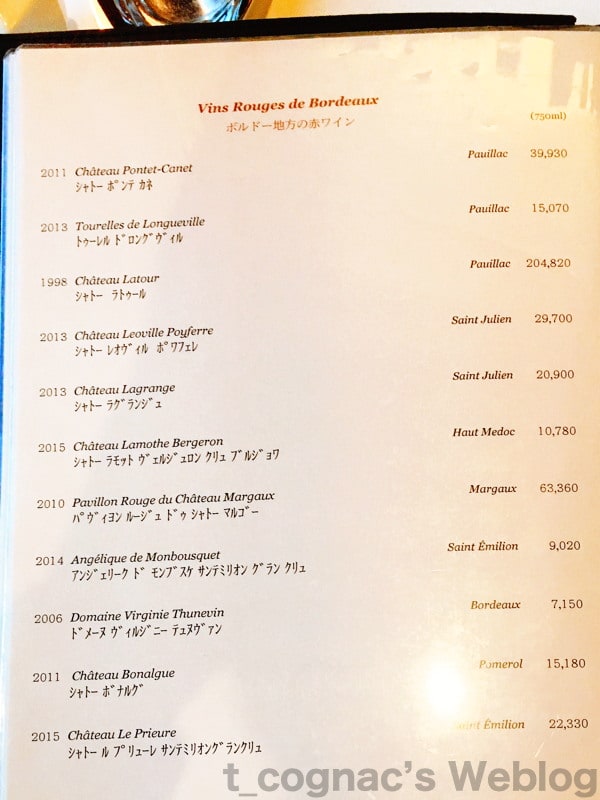 Vins Rouges de Bordeaux
ボルドー地方の赤ワイン
(750ml)
2011 Château Pontet-Canet Pauillac 39,930
シャトー ポンテ カネ
2013 Tourelles de Longueville Pauillac 15,070
トゥーレル ドロングヴィル
1998 Château Latour Pauillac 204,820
シャトー ラトゥール
2013 Château Leoville Poyferre Saint Julien 29,700
シャトー レオヴィル ポワフェレ
2013 Château Lagrange Saint Julien 20,900
シャトー ラグランジュ
2015 Château Lamothe Bergeron Haut Medoc 10,780
シャトー ラモット ヴェルジュロン クリュ ブルジョワ
2010 Pavillon Rouge du Château Margaux Margaux 63,360
パヴィヨン ルージュ ドゥ シャトー マルゴー
2014 Angélique de Monbousquet Saint Émilion 9,020
アンジェリーク ド モンブスケ サンテミリオン グラン クリュ
2006 Domaine Virginie Thunevin Bordeaux 7,150
ドメーヌ ヴィルジニー テュヌヴァン
2011 Château Bonalgue Pomerol 15,180
シャトー ボナルグ
2015 Château Le Prieure Saint Émilion 22,330
シャトー ル プリューレ サンテミリオングランクリュ
t_cognac's Weblog